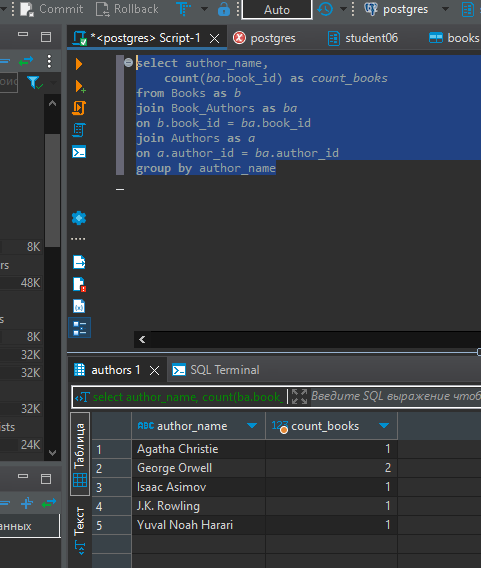 Commit Rollback Auto postgres
*<postgres> Script-1 postgres student06 books
select author_name,
count(ba.book_id) as count_books
from Books as b
join Book_Authors as ba
on b.book_id = ba.book_id
join Authors as a
on a.author_id = ba.author_id
group by author_name
8K
48K
8K
32K
32K
32K
24K
authors 1 SQL Terminal
select author_name, count(ba.book_ Введите SQL выражение чтоб
Таблица
Текст
ABC author_name 123 count_books
1 Agatha Christie 1
2 George Orwell 2
3 Isaac Asimov 1
4 J.K. Rowling 1
5 Yuval Noah Harari 1